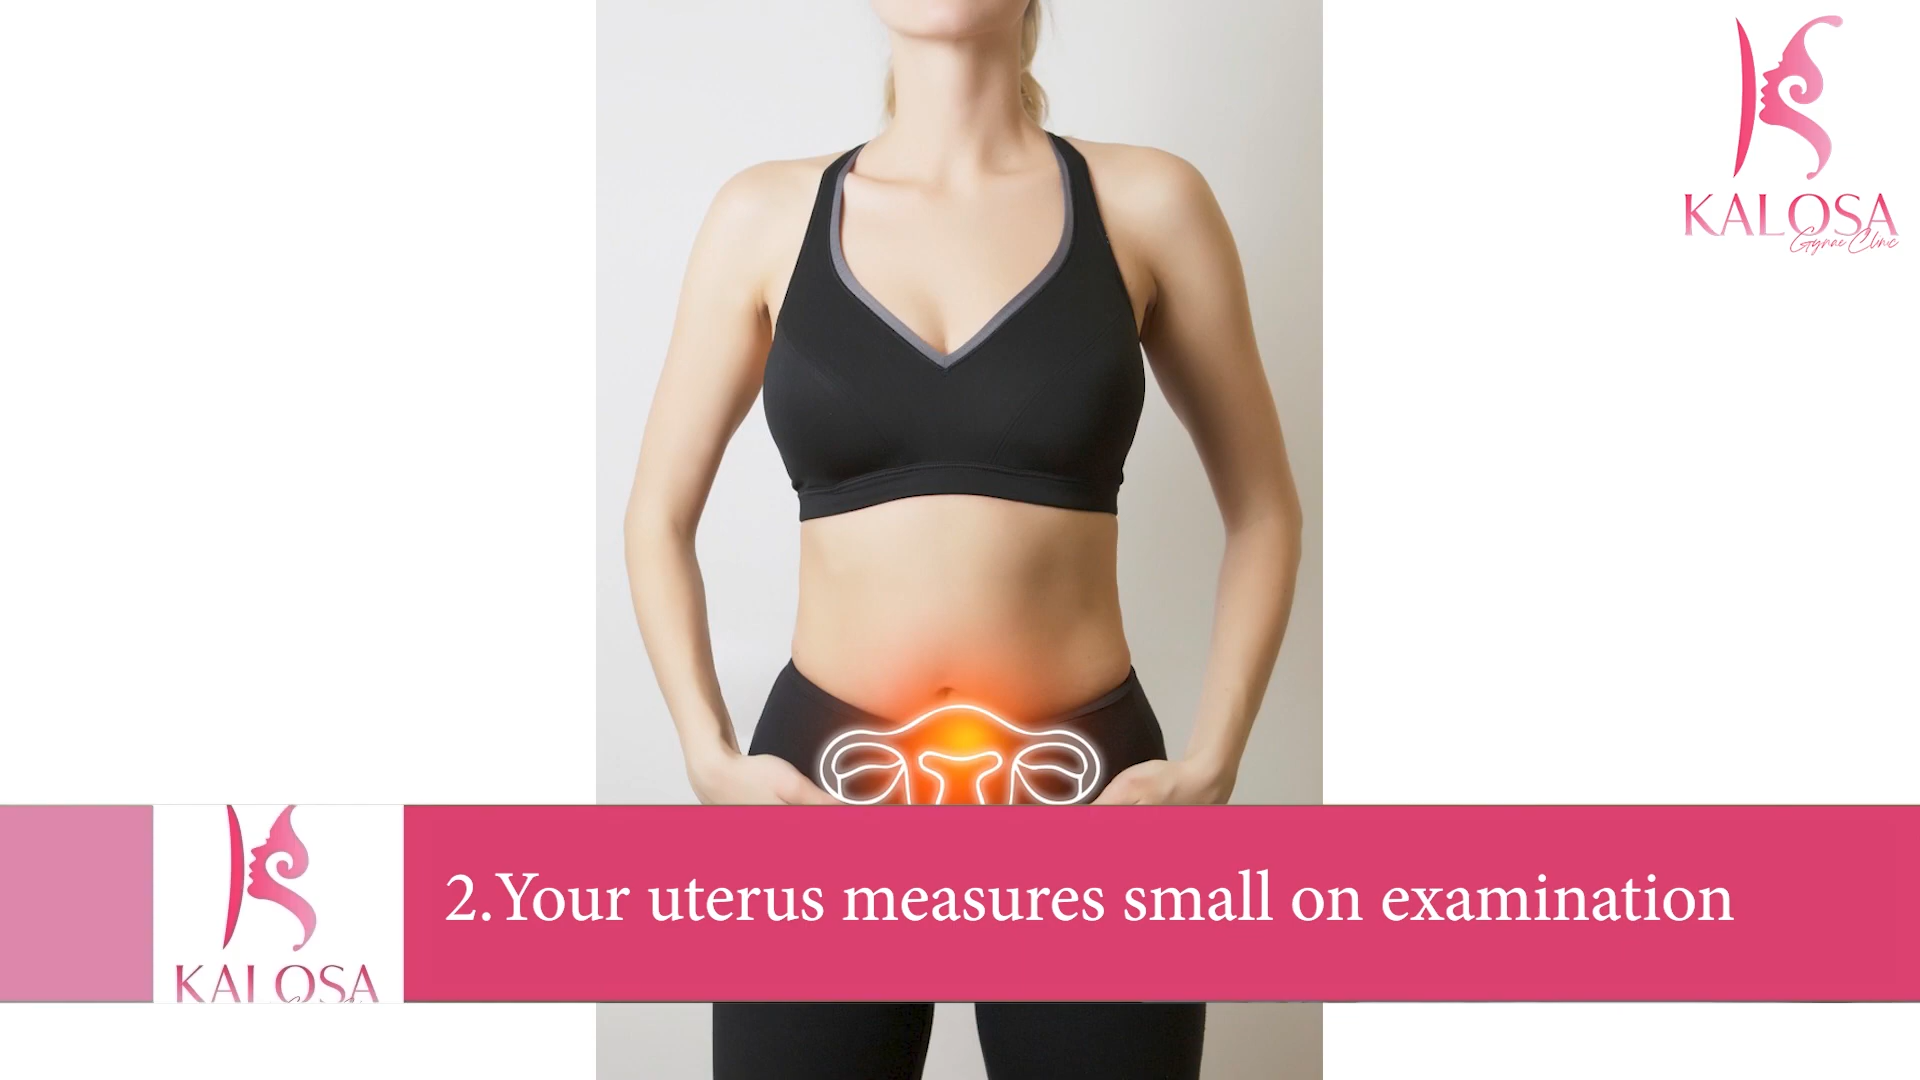 KALOSA
Gynae Clinic
2.Your uterus measures small on examination
KALOSA